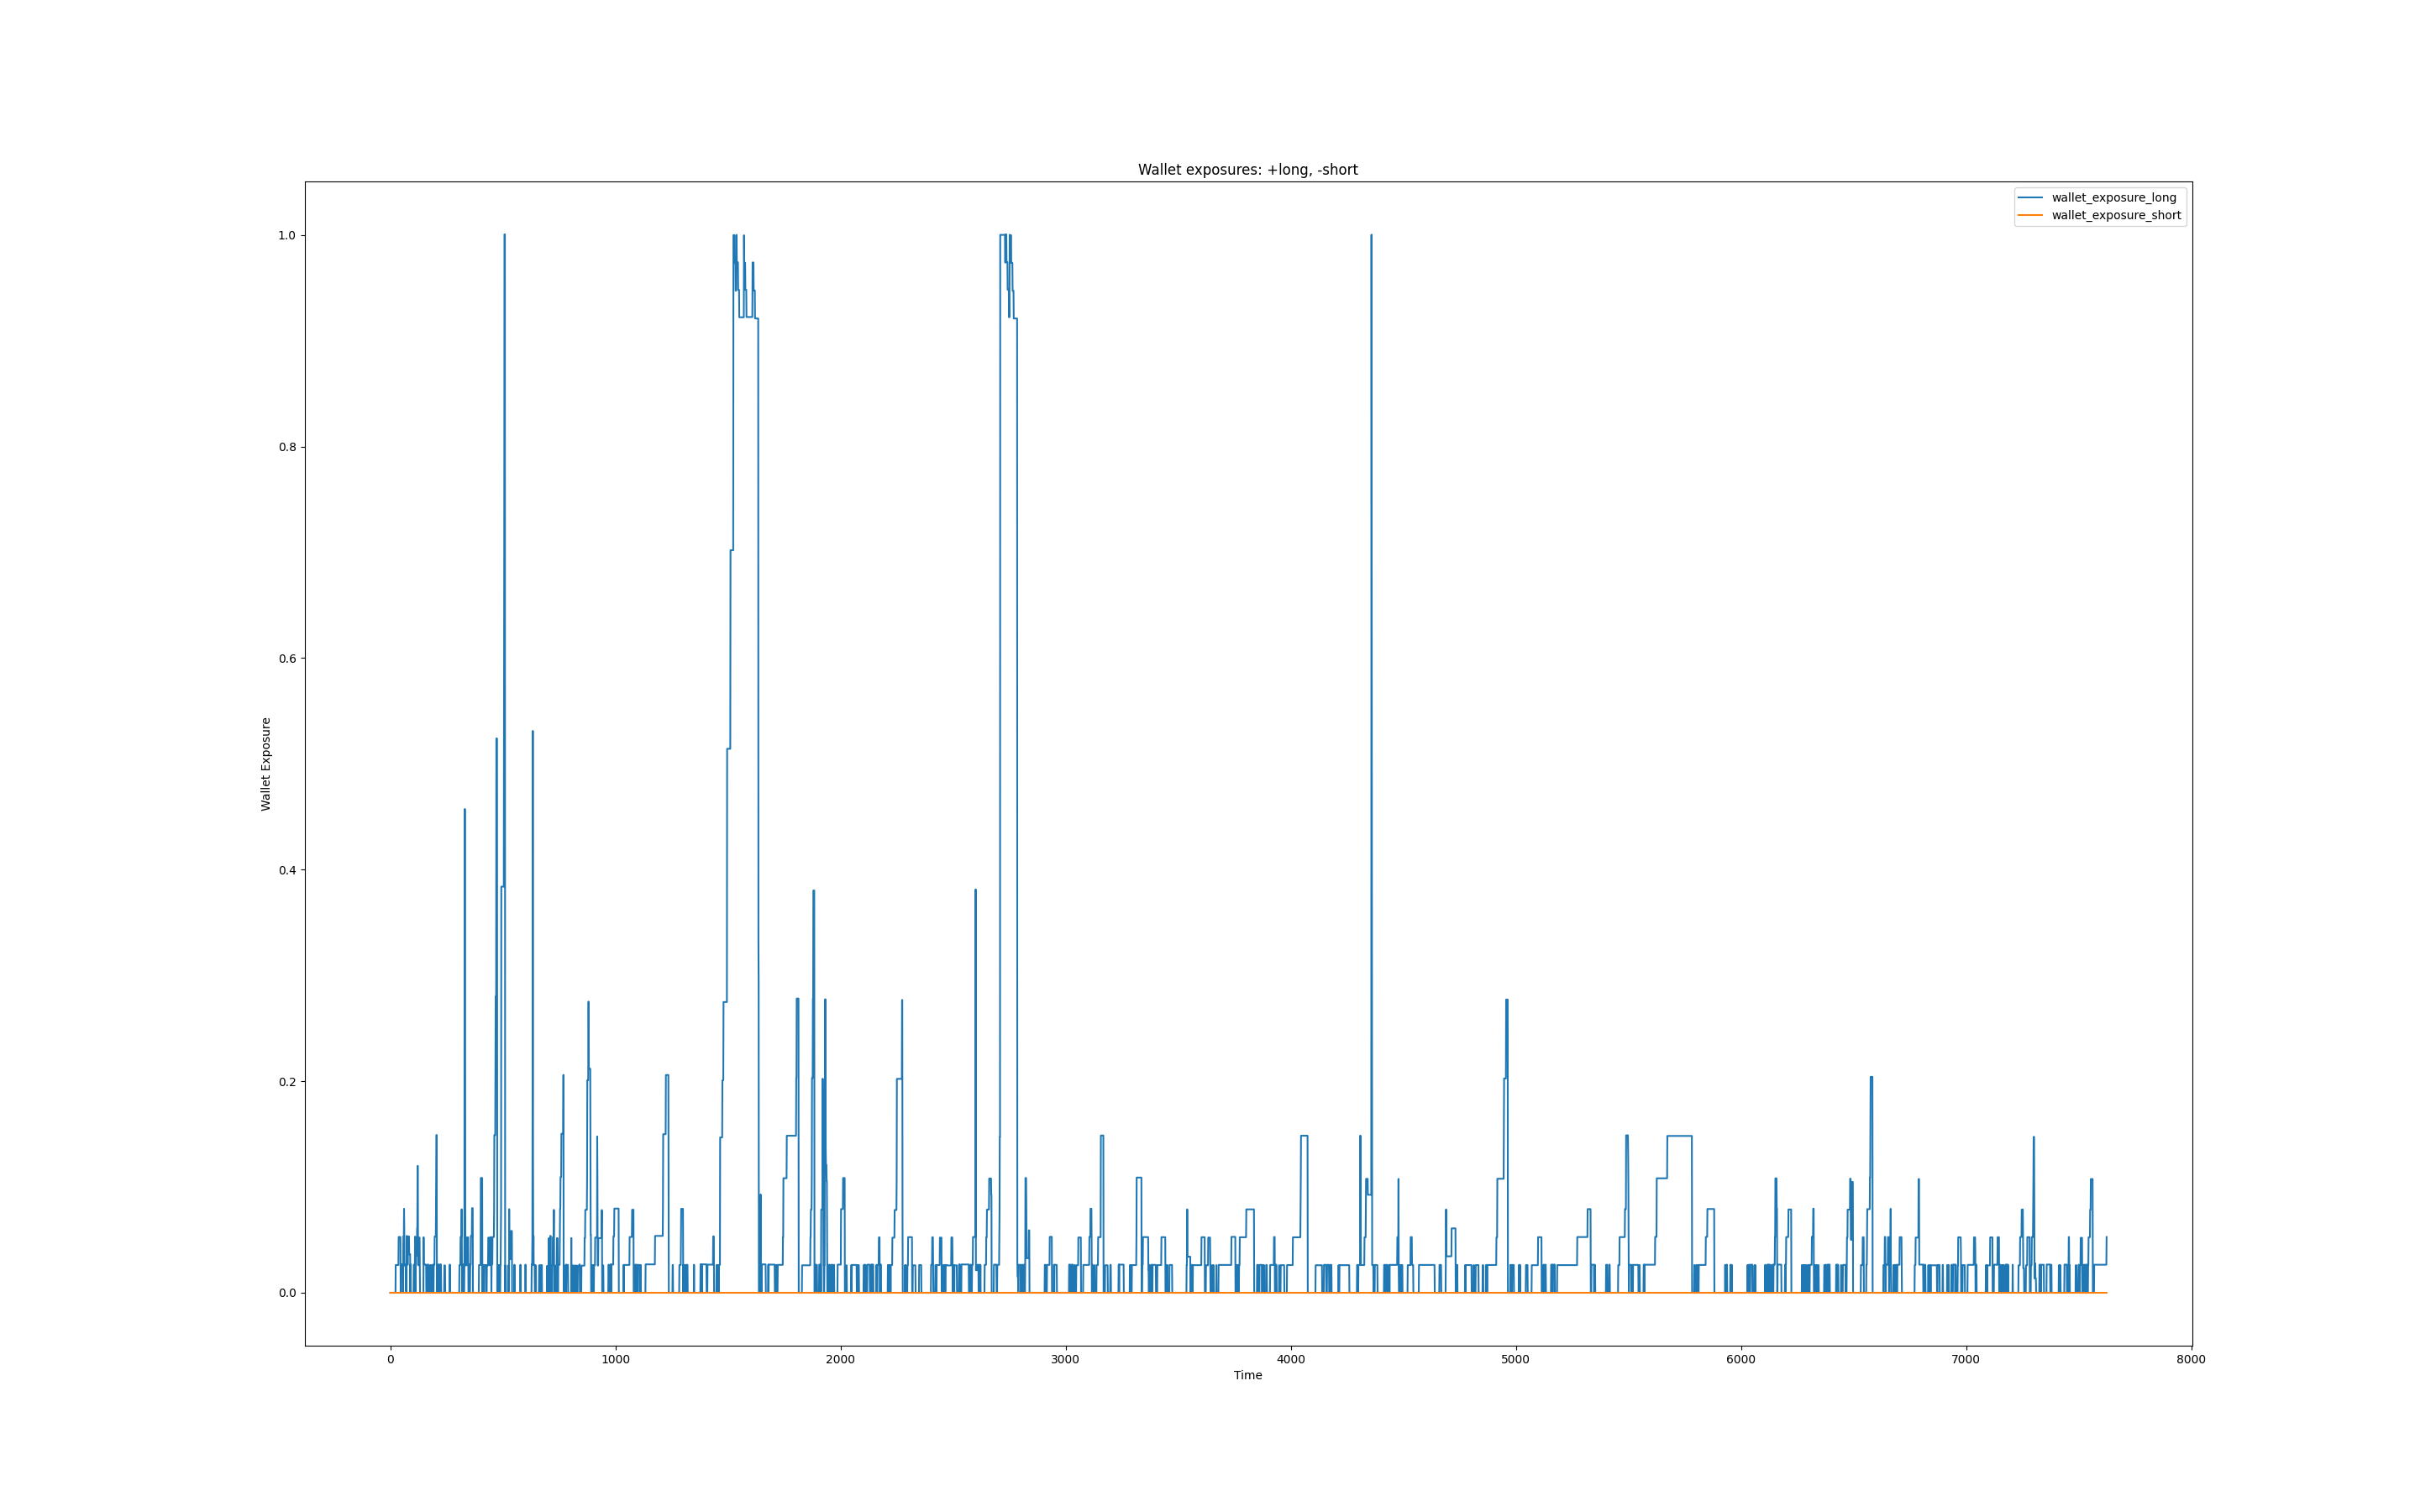 Wallet exposures: +long, -short
wallet_exposure_long
wallet_exposure_short
1.0
0.8
0.6
0.4
0.2
0.0
Wallet Exposure
0 1000 2000 3000 4000 5000 6000 7000 8000
Time